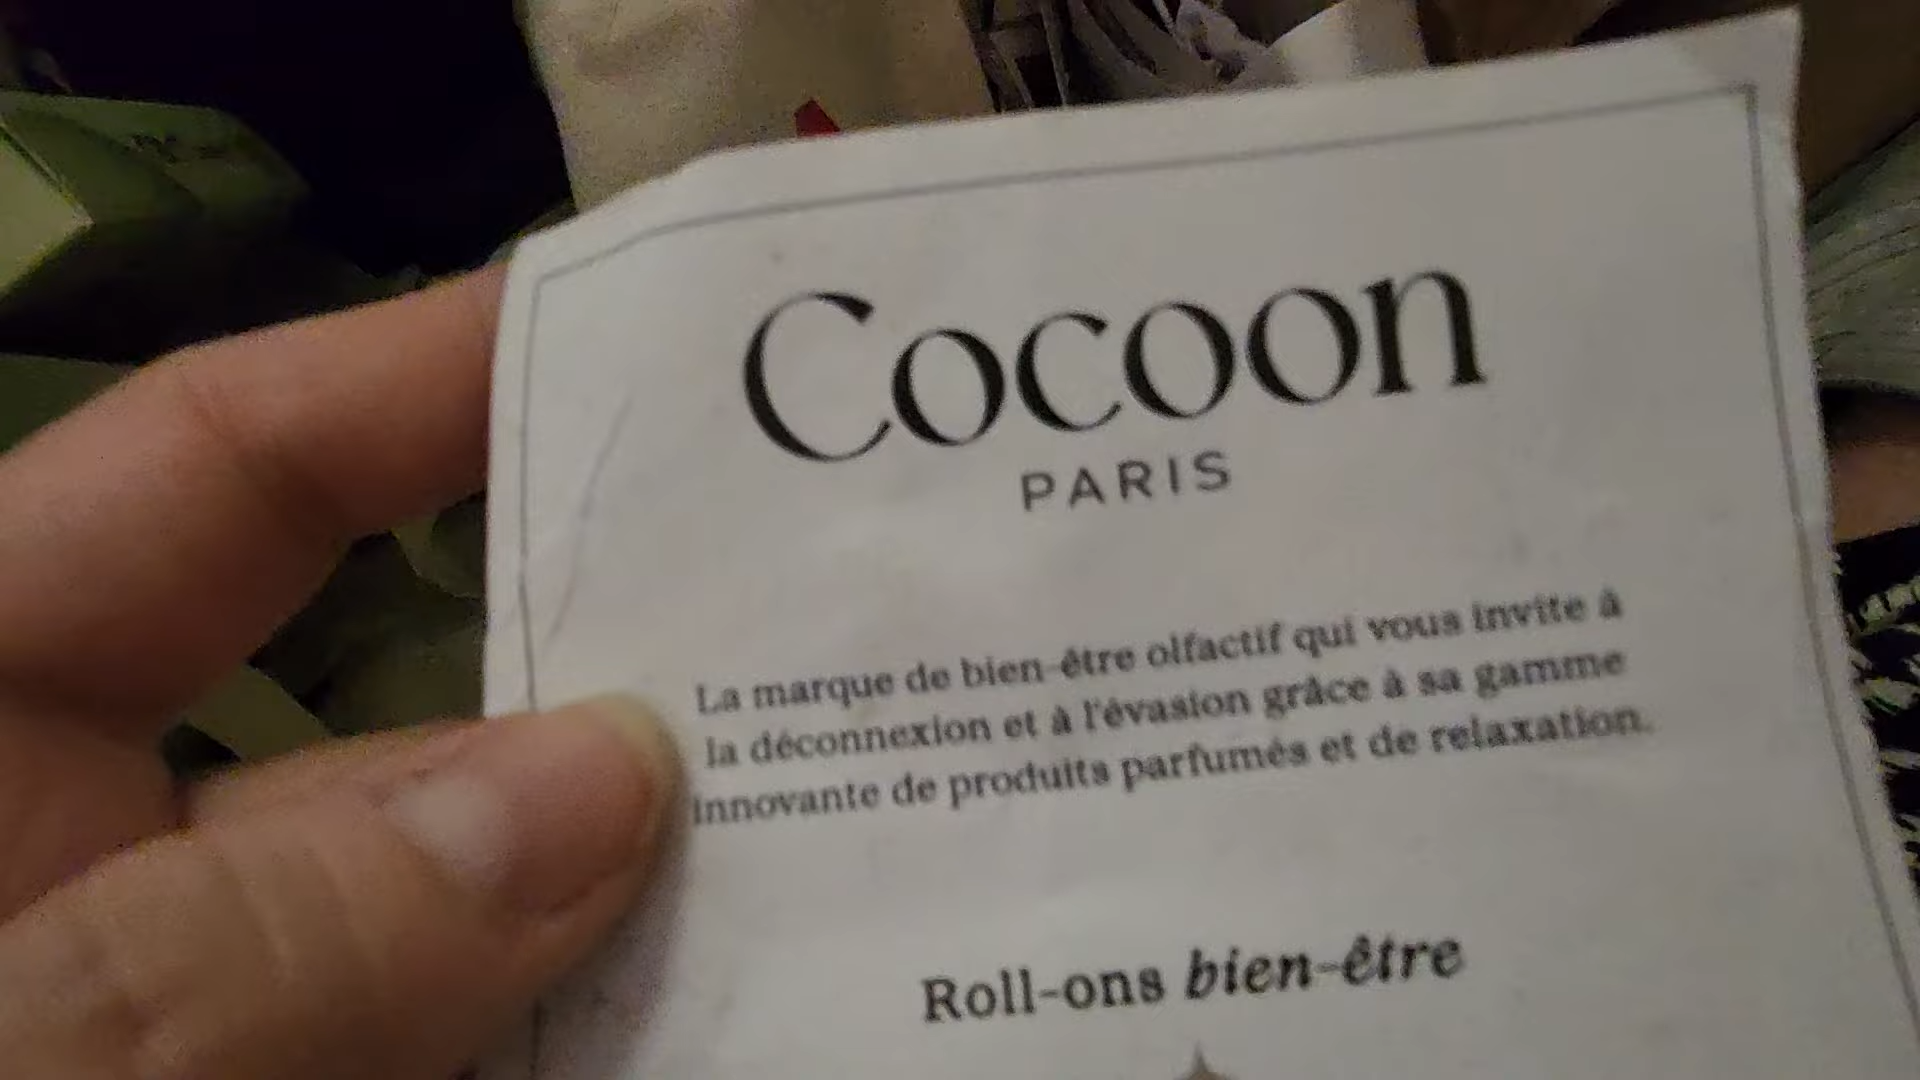 Cocoon
PARIS
La marque de bien-être olfactif qui vous invite à
la déconnexion et à l'évasion grâce à sa gamme
innovante de produits parfumés et de relaxation.
Roll-ons bien-être